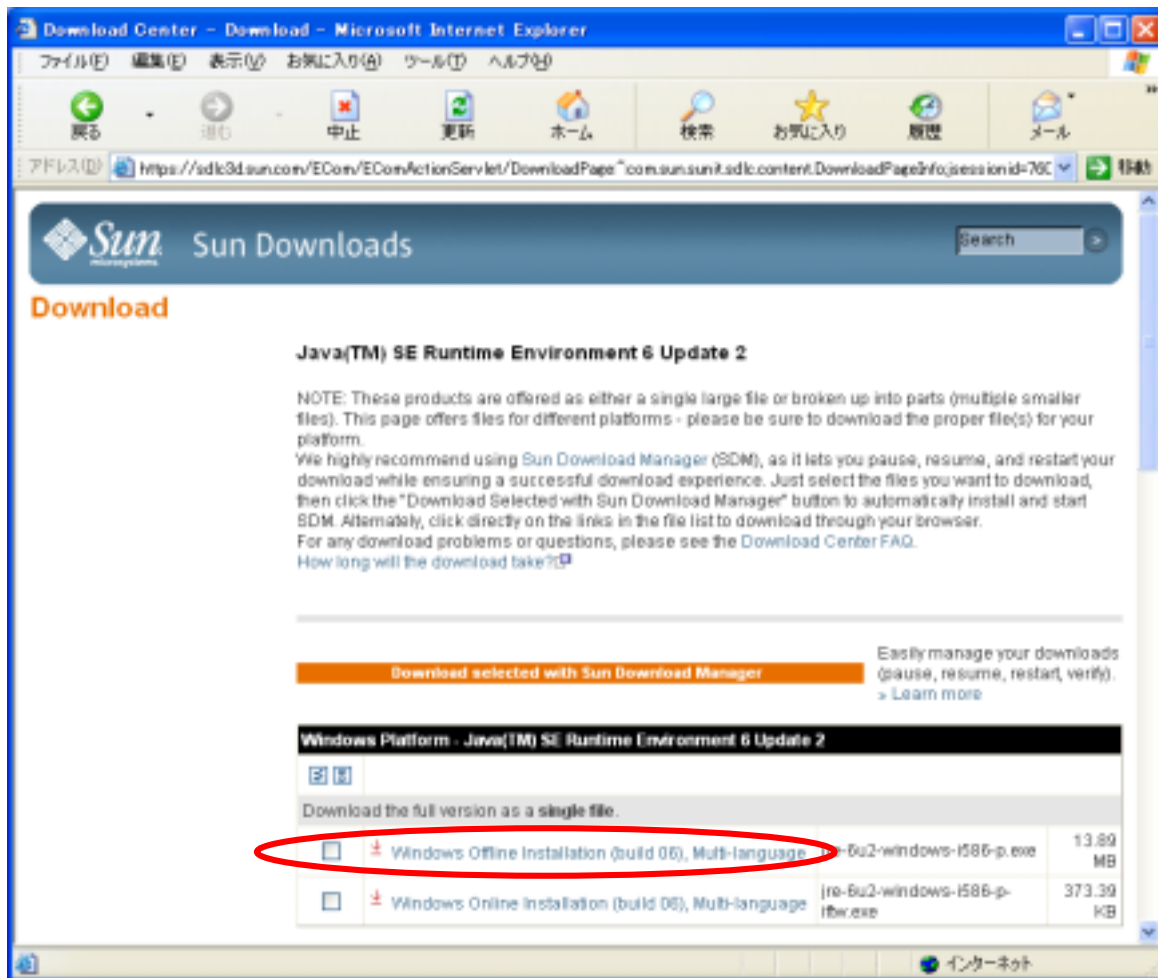 Download Center - Download - Microsoft Internet Explorer
ファイル(F) 編集(E) 表示(V) お気に入り(A) ツール(T) ヘルプ(H)
戻る 進む 中止 更新 ホーム 検索 お気に入り 履歴 メール
アドレス(D) https://sdlc3d.sun.com/ECom/EComActionServlet/DownloadPage:~com.sun.sunit.sdlc.content.DownloadPageInfo;jsessionid=760 移動
Sun microsystems Sun Downloads Search
Download
Java(TM) SE Runtime Environment 6 Update 2
NOTE: These products are offered as either a single large file or broken up into parts (multiple smaller
files). This page offers files for different platforms - please be sure to download the proper file(s) for your
platform.
We highly recommend using Sun Download Manager (SDM), as it lets you pause, resume, and restart your
download while ensuring a successful download experience. Just select the files you want to download,
then click the "Download Selected with Sun Download Manager" button to automatically install and start
SDM. Alternately, click directly on the links in the file list to download through your browser.
For any download problems or questions, please see the Download Center FAQ.
How long will the download take?
Download selected with Sun Download Manager
Easily manage your downloads
(pause, resume, restart, verify).
» Learn more
Windows Platform - Java(TM) SE Runtime Environment 6 Update 2
Download the full version as a single file.
Windows Offline Installation (build 06), Multi-language jre-6u2-windows-i586-p.exe 13.89
MB
Windows Online Installation (build 06), Multi-language jre-6u2-windows-i586-p-
iftw.exe 373.39
KB
インターネット